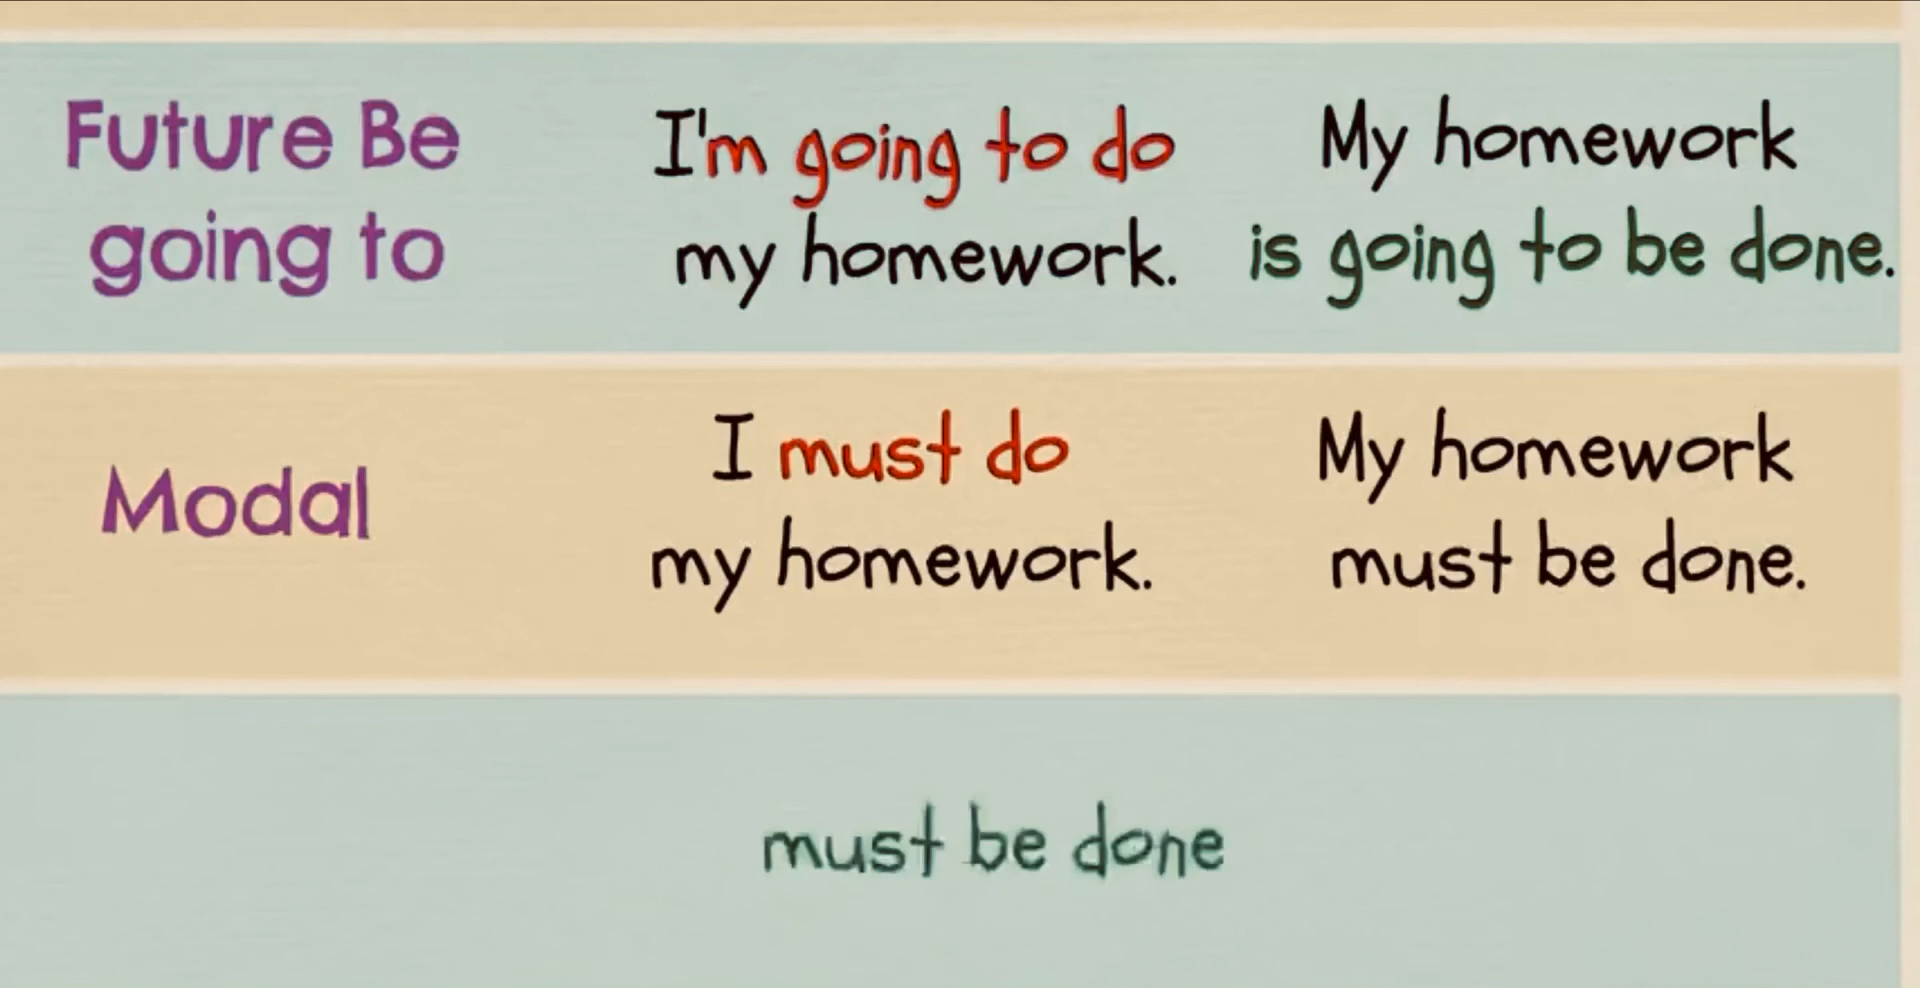 Future Be
going to
I'm going to do
my homework.
My homework
is going to be done.
Modal
I must do
my homework.
My homework
must be done.
must be done